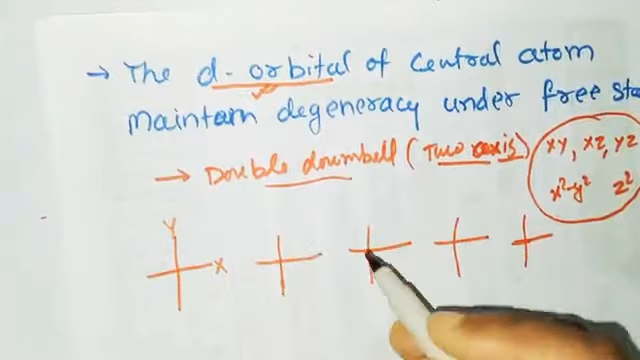 → The d-orbital of central atom
maintain degeneracy under free sta
→ Double doumbell (Two axis)
xy, xz, yz
x²-y² z²
Y
X